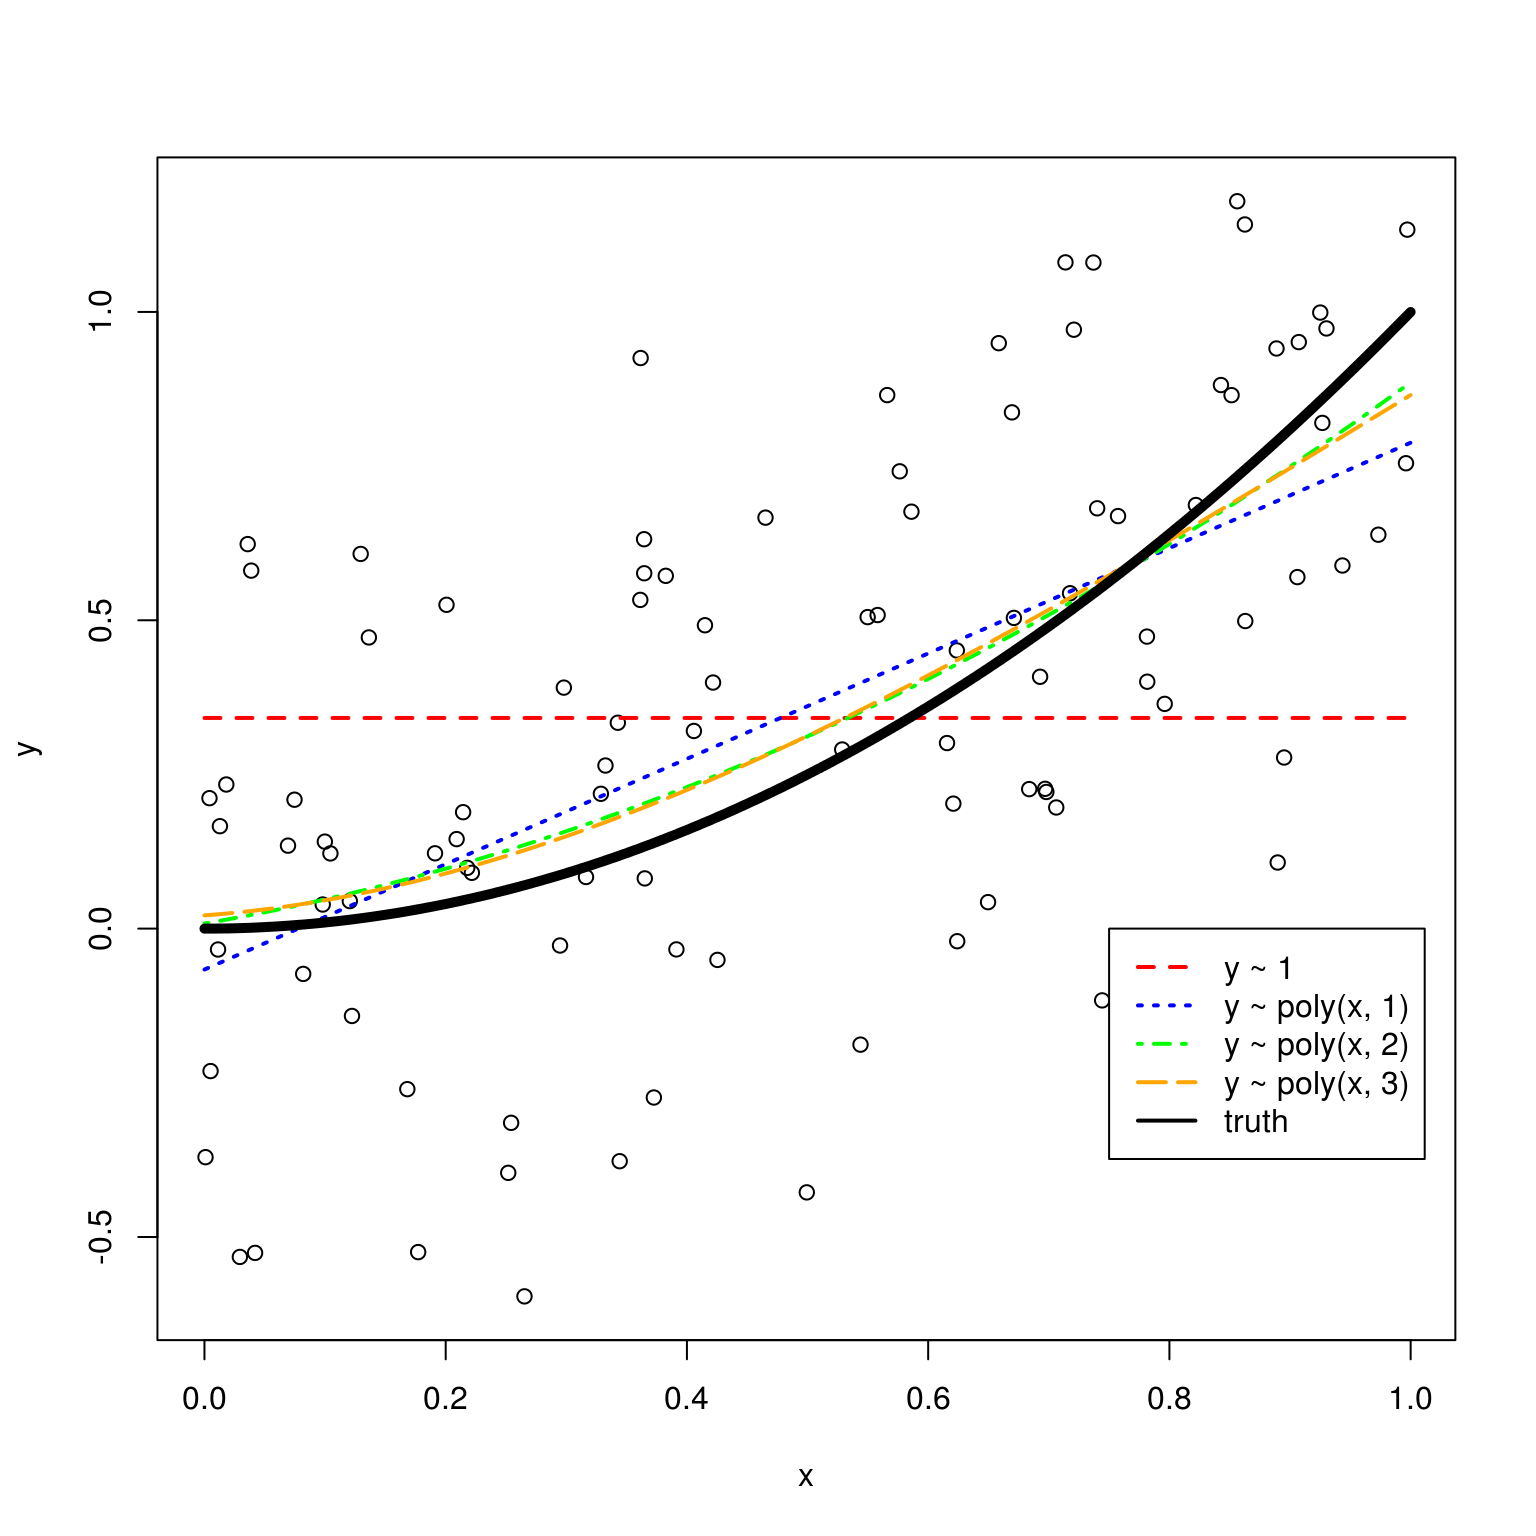 y
1.0
0.5
0.0
-0.5
y ~ 1
y ~ poly(x, 1)
y ~ poly(x, 2)
y ~ poly(x, 3)
truth
0.0 0.2 0.4 0.6 0.8 1.0
x